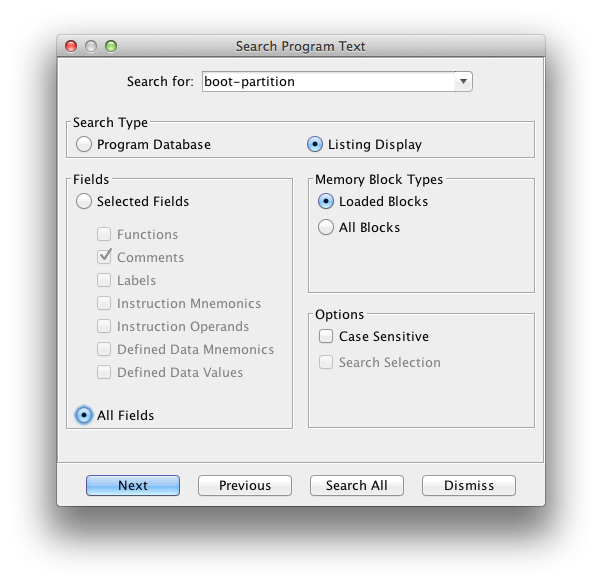 Search Program Text
Search for: boot-partition
Search Type
Program Database
Listing Display
Fields
Selected Fields
Functions
Comments
Labels
Instruction Mnemonics
Instruction Operands
Defined Data Mnemonics
Defined Data Values
All Fields
Memory Block Types
Loaded Blocks
All Blocks
Options
Case Sensitive
Search Selection
Next Previous Search All Dismiss